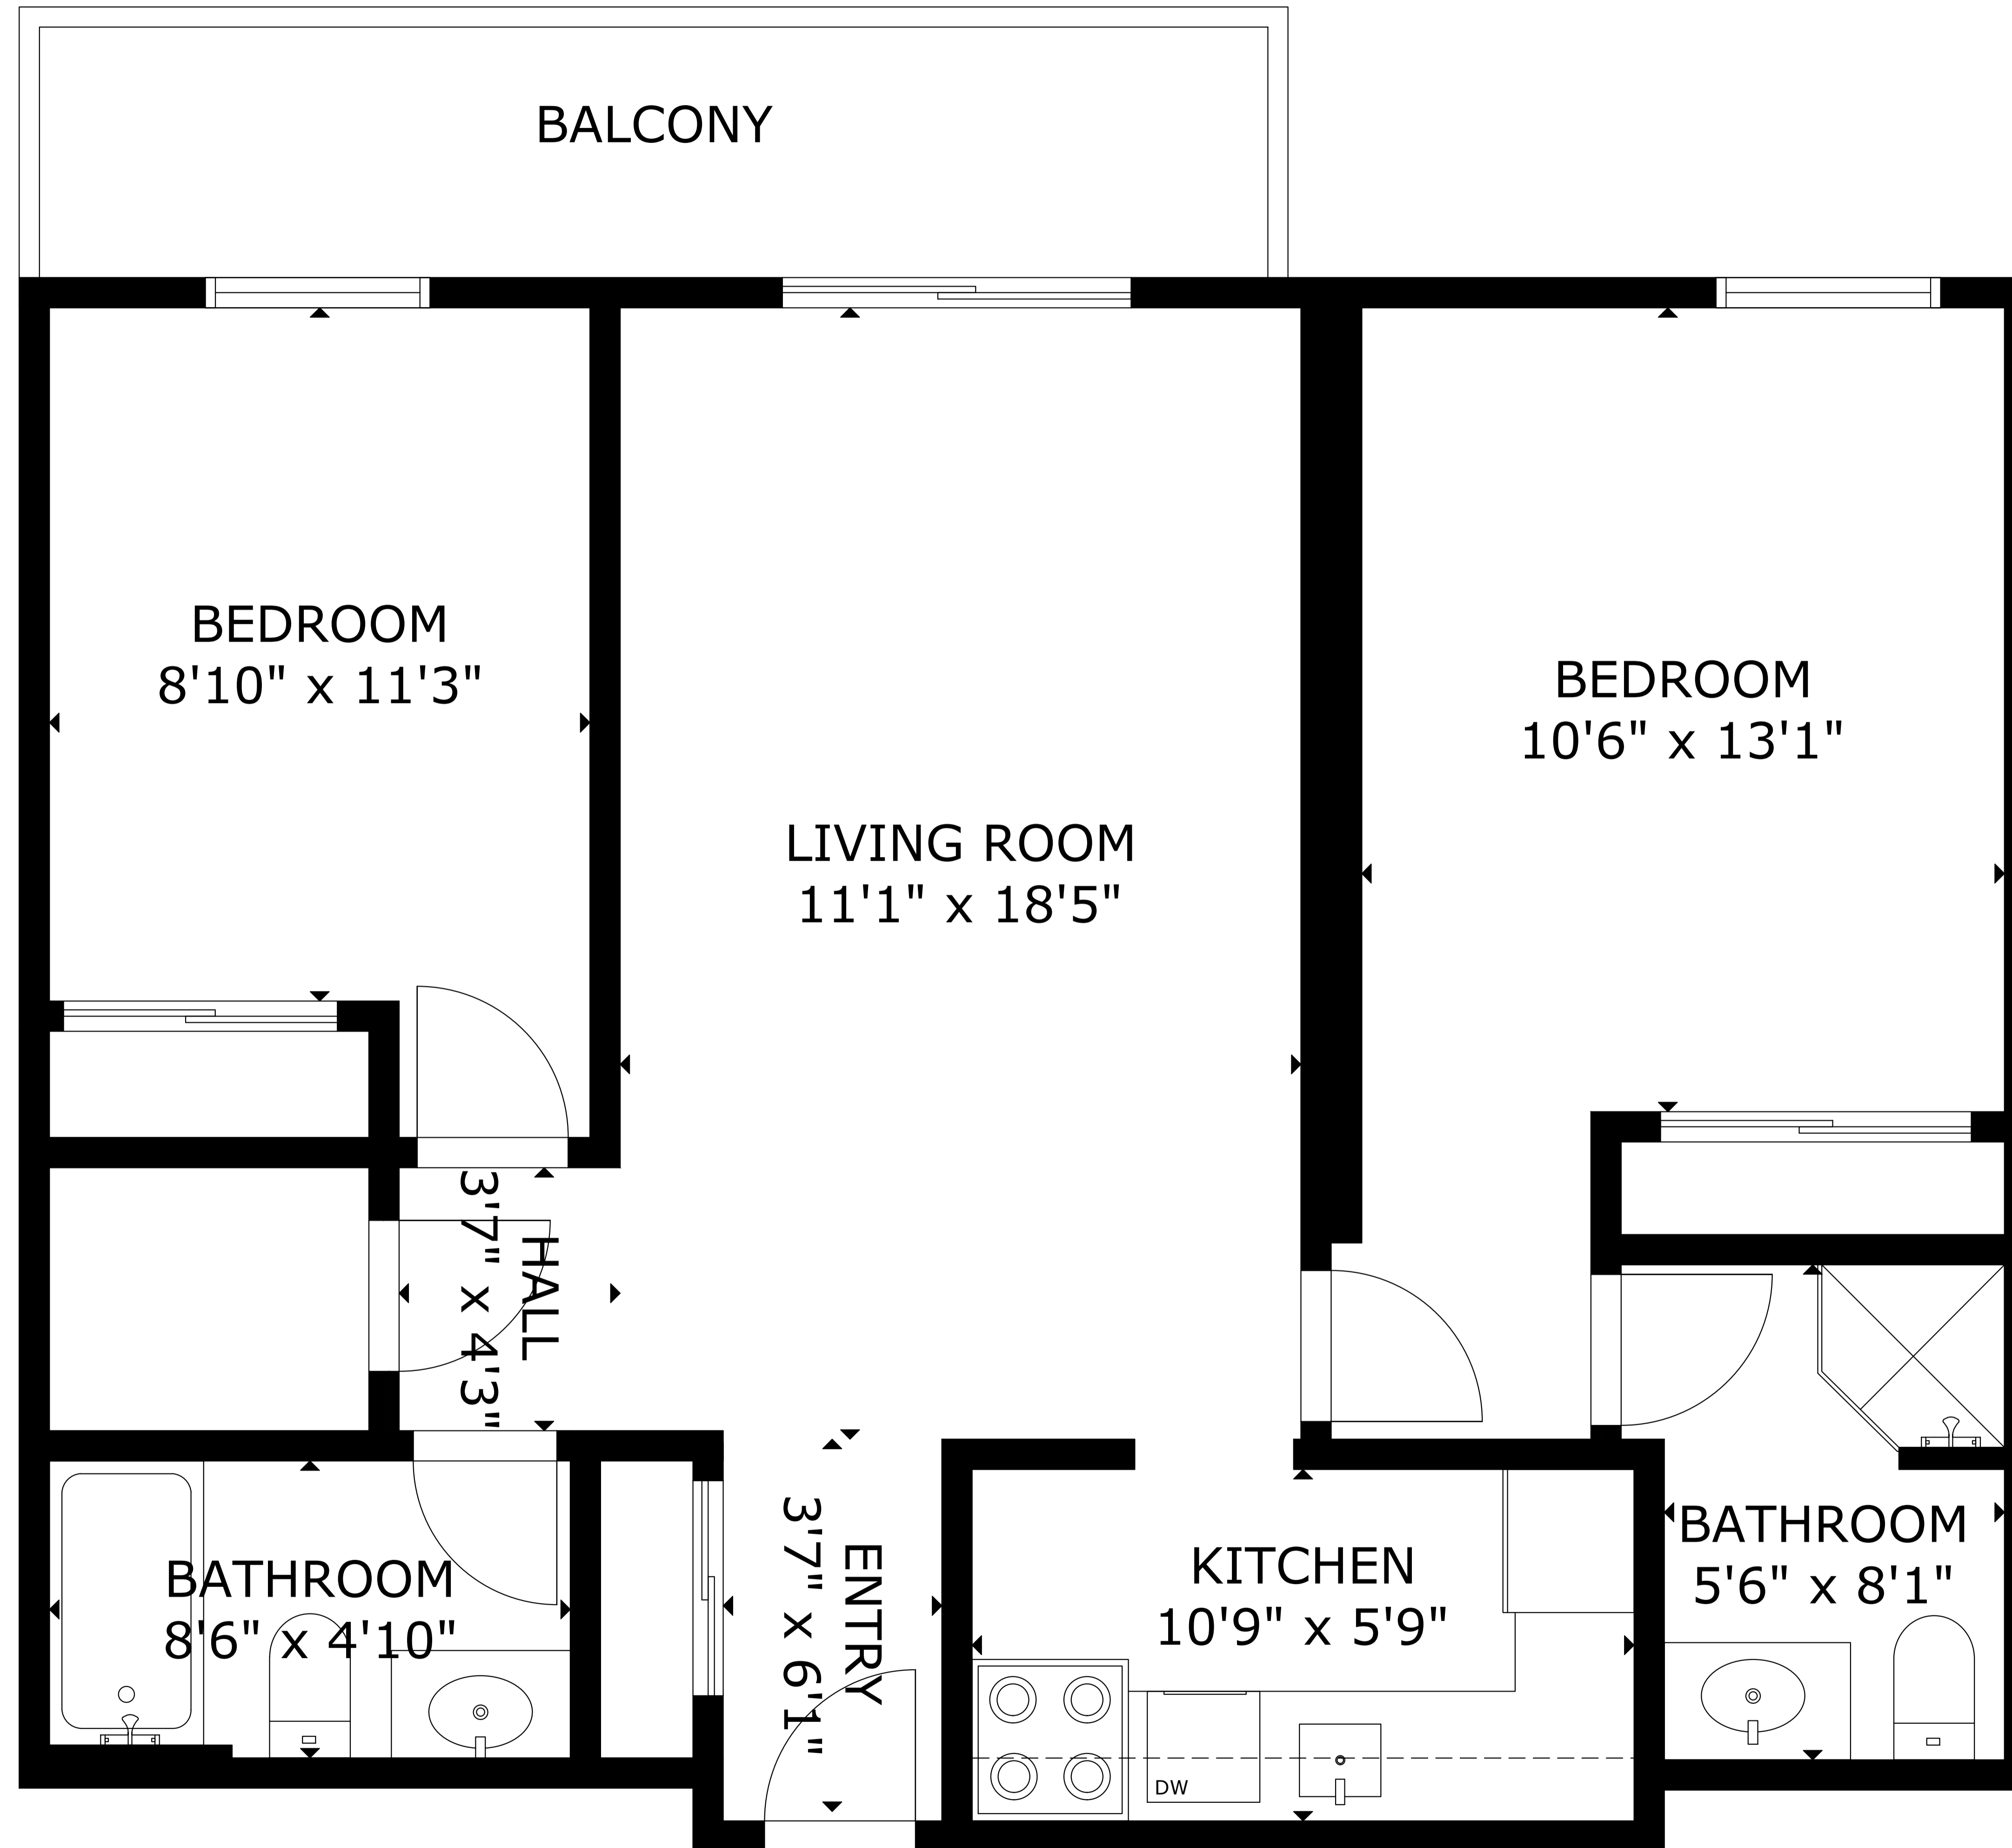 BALCONY
BEDROOM
8'10" x 11'3"
BEDROOM
10'6" x 13'1"
LIVING ROOM
11'1" x 18'5"
HALL
3'7" x 4'3"
BATHROOM
8'6" x 4'10"
ENTRY
3'7" x 6'1"
KITCHEN
10'9" x 5'9"
DW
BATHROOM
5'6" x 8'1"